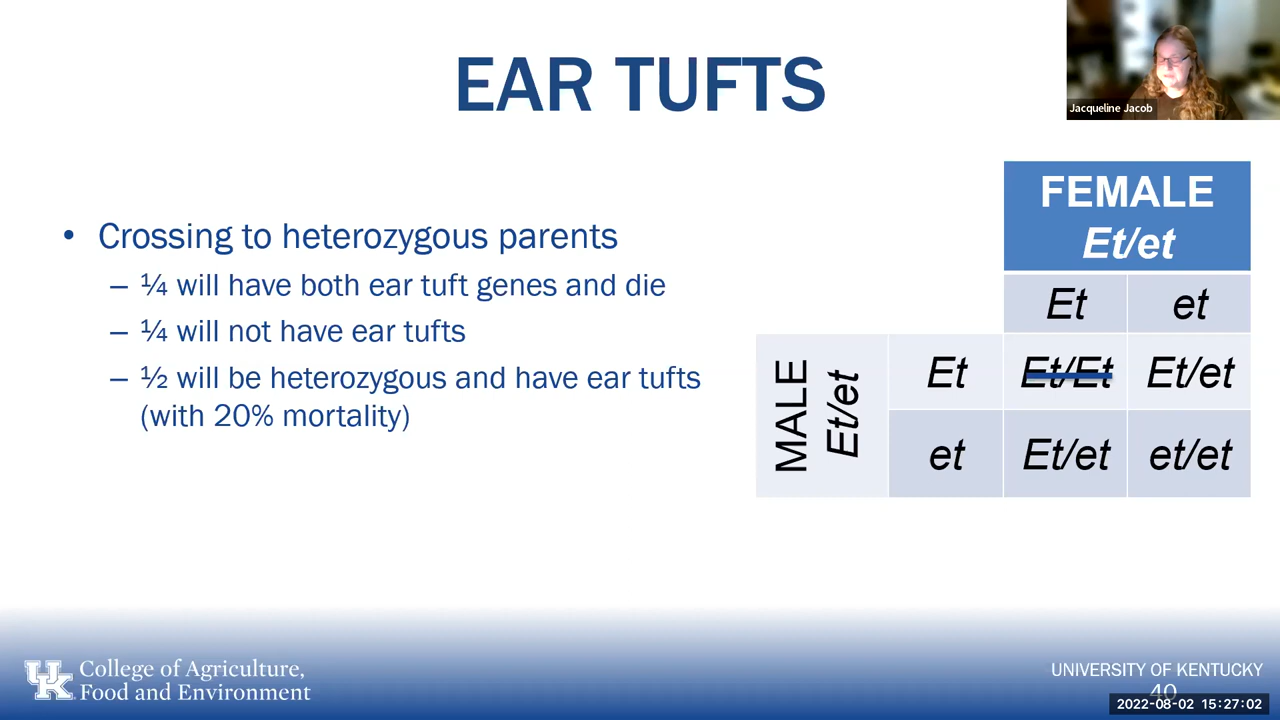 EAR TUFTS
Jacqueline Jacob
• Crossing to heterozygous parents
– ¼ will have both ear tuft genes and die
– ¼ will not have ear tufts
– ½ will be heterozygous and have ear tufts
(with 20% mortality)
FEMALE
Et/et
Et et
MALE
Et/et
Et Et/Et Et/et
et Et/et et/et
UK College of Agriculture,
Food and Environment
UNIVERSITY OF KENTUCKY
40
2022-08-02 15:27:02